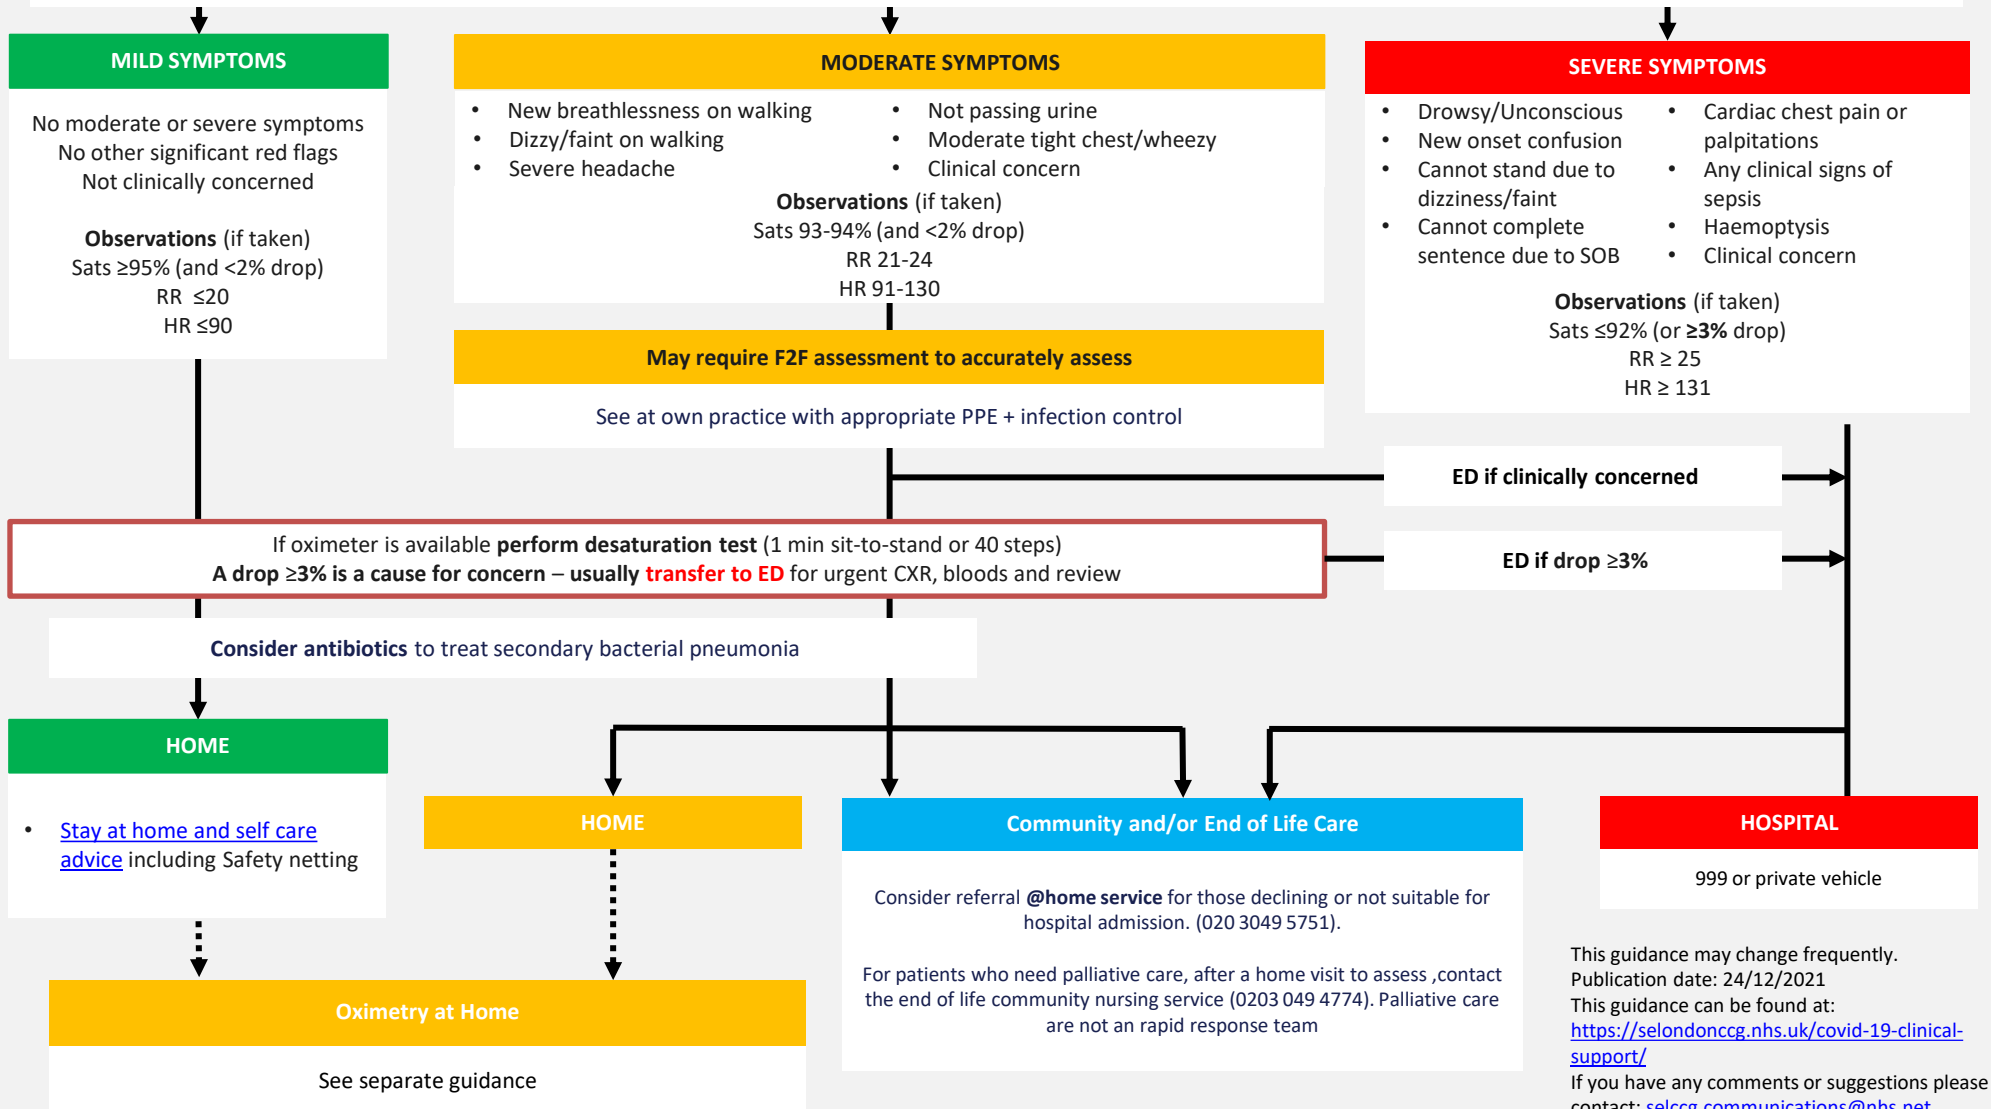 MILD SYMPTOMS
No moderate or severe symptoms
No other significant red flags
Not clinically concerned
Observations (if taken)
Sats ≥95% (and <2% drop)
RR ≤20
HR ≤90
MODERATE SYMPTOMS
• New breathlessness on walking
• Dizzy/faint on walking
• Severe headache
• Not passing urine
• Moderate tight chest/wheezy
• Clinical concern
Observations (if taken)
Sats 93-94% (and <2% drop)
RR 21-24
HR 91-130
May require F2F assessment to accurately assess
See at own practice with appropriate PPE + infection control
SEVERE SYMPTOMS
• Drowsy/Unconscious
• New onset confusion
• Cannot stand due to
dizziness/faint
• Cannot complete
sentence due to SOB
• Cardiac chest pain or
palpitations
• Any clinical signs of
sepsis
• Haemoptysis
• Clinical concern
Observations (if taken)
Sats ≤92% (or ≥3% drop)
RR ≥ 25
HR ≥ 131
ED if clinically concerned
If oximeter is available perform desaturation test (1 min sit-to-stand or 40 steps)
A drop ≥3% is a cause for concern – usually transfer to ED for urgent CXR, bloods and review
ED if drop ≥3%
Consider antibiotics to treat secondary bacterial pneumonia
HOME
• Stay at home and self care
advice including Safety netting
HOME
Oximetry at Home
See separate guidance
Community and/or End of Life Care
Consider referral @home service for those declining or not suitable for
hospital admission. (020 3049 5751).
For patients who need palliative care, after a home visit to assess ,contact
the end of life community nursing service (0203 049 4774). Palliative care
are not an rapid response team
HOSPITAL
999 or private vehicle
This guidance may change frequently.
Publication date: 24/12/2021
This guidance can be found at:
https://selondonccg.nhs.uk/covid-19-clinical-
support/
If you have any comments or suggestions please
contact: selccg.communications@nhs.net